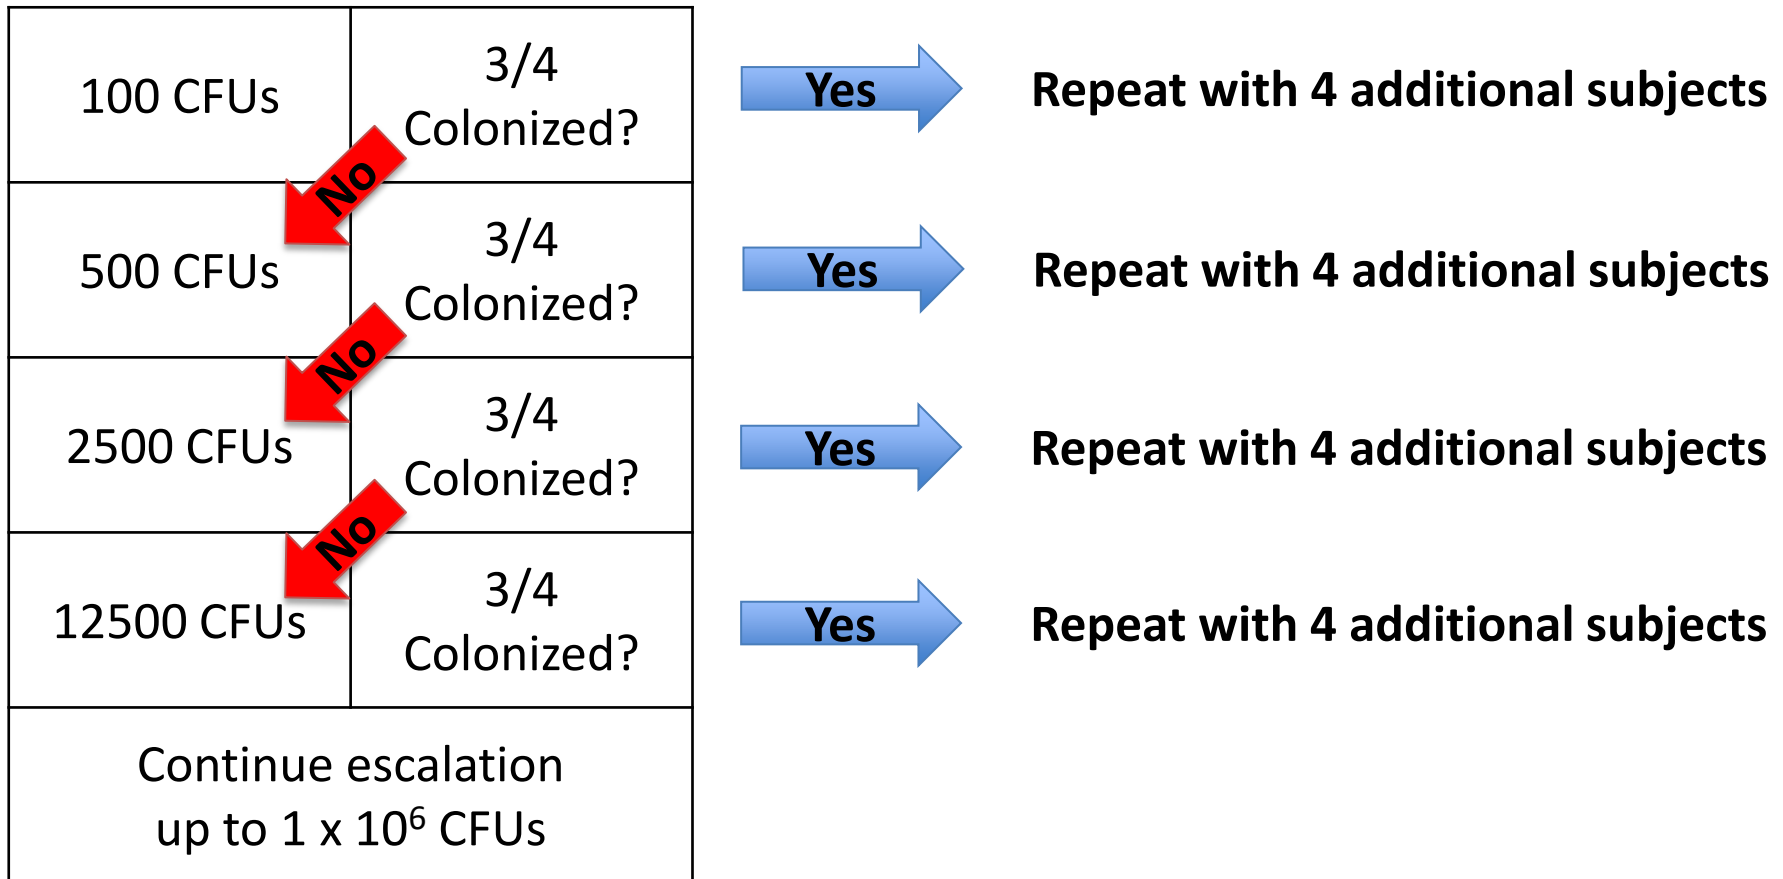 100 CFUs
3/4
Colonized?
Yes
Repeat with 4 additional subjects
No
500 CFUs
3/4
Colonized?
Yes
Repeat with 4 additional subjects
No
2500 CFUs
3/4
Colonized?
Yes
Repeat with 4 additional subjects
No
12500 CFUs
3/4
Colonized?
Yes
Repeat with 4 additional subjects
Continue escalation
up to 1 x 10⁶ CFUs